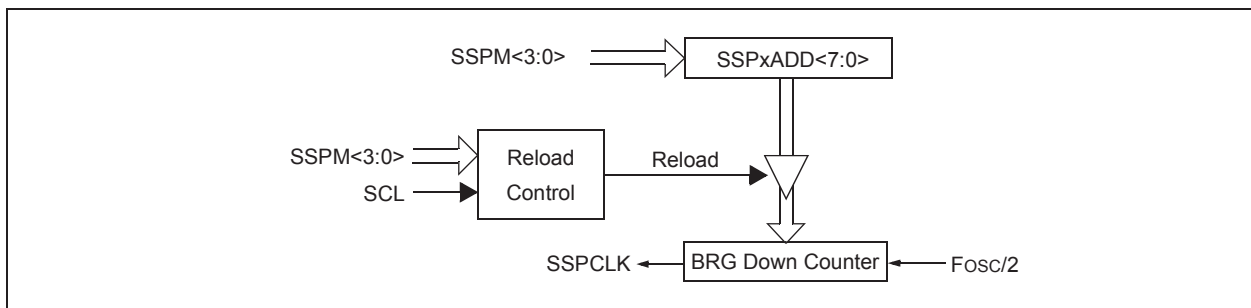 SSPM<3:0>
SSPxADD<7:0>
SSPM<3:0>
SCL
Reload
Control
Reload
SSPCLK
BRG Down Counter
FOSC/2